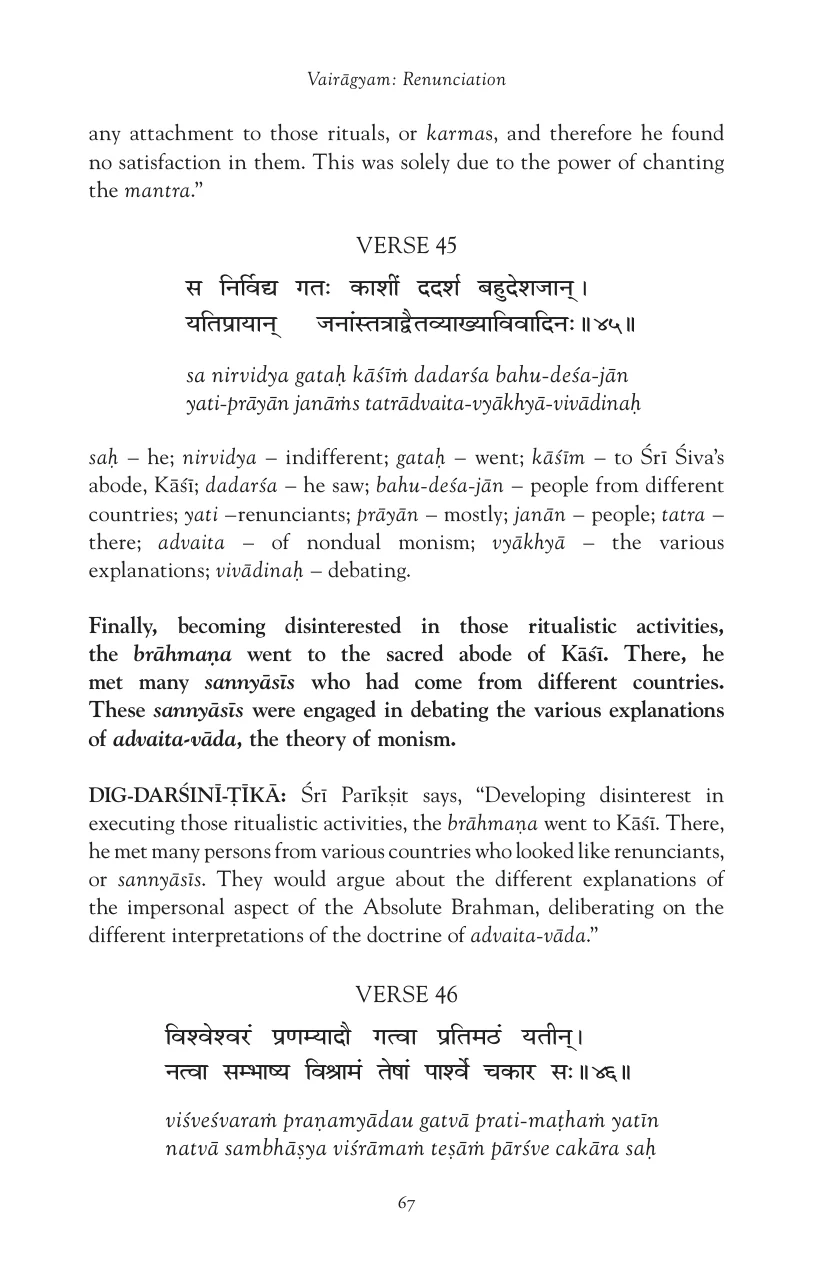 Vairāgyam: Renunciation
any attachment to those rituals, or karmas, and therefore he found
no satisfaction in them. This was solely due to the power of chanting
the mantra.”
VERSE 45
स निर्विद्य गतः काशीं ददर्श बहुदेशजान् ।
यतिप्रायान् जनांस्तत्राद्वैतव्याख्याविवादिनः ॥ ४५ ॥
sa nirvidya gataḥ kāśīṁ dadarśa bahu-deśa-jān
yati-prāyān janāṁs tatrādvaita-vyākhyā-vivādinaḥ
saḥ – he; nirvidya – indifferent; gataḥ – went; kāśīm – to Śrī Śiva’s
abode, Kāśī; dadarśa – he saw; bahu-deśa-jān – people from different
countries; yati –renunciants; prāyān – mostly; janān – people; tatra –
there; advaita – of nondual monism; vyākhyā – the various
explanations; vivādinaḥ – debating.
Finally, becoming disinterested in those ritualistic activities,
the brāhmaṇa went to the sacred abode of Kāśī. There, he
met many sannyāsīs who had come from different countries.
These sannyāsīs were engaged in debating the various explanations
of advaita-vāda, the theory of monism.
DIG-DARŚINĪ-ṬĪKĀ: Śrī Parīkṣit says, “Developing disinterest in
executing those ritualistic activities, the brāhmaṇa went to Kāśī. There,
he met many persons from various countries who looked like renunciants,
or sannyāsīs. They would argue about the different explanations of
the impersonal aspect of the Absolute Brahman, deliberating on the
different interpretations of the doctrine of advaita-vāda.”
VERSE 46
विश्वेश्वरं प्रणम्यादौ गत्वा प्रतिमठं यतीन् ।
नत्वा सम्भाष्य विश्रामं तेषां पार्श्वे चकार सः ॥ ४६ ॥
viśveśvaraṁ praṇamyādau gatvā prati-maṭhaṁ yatīn
natvā sambhāṣya viśrāmaṁ teṣāṁ pārśve cakāra saḥ
67